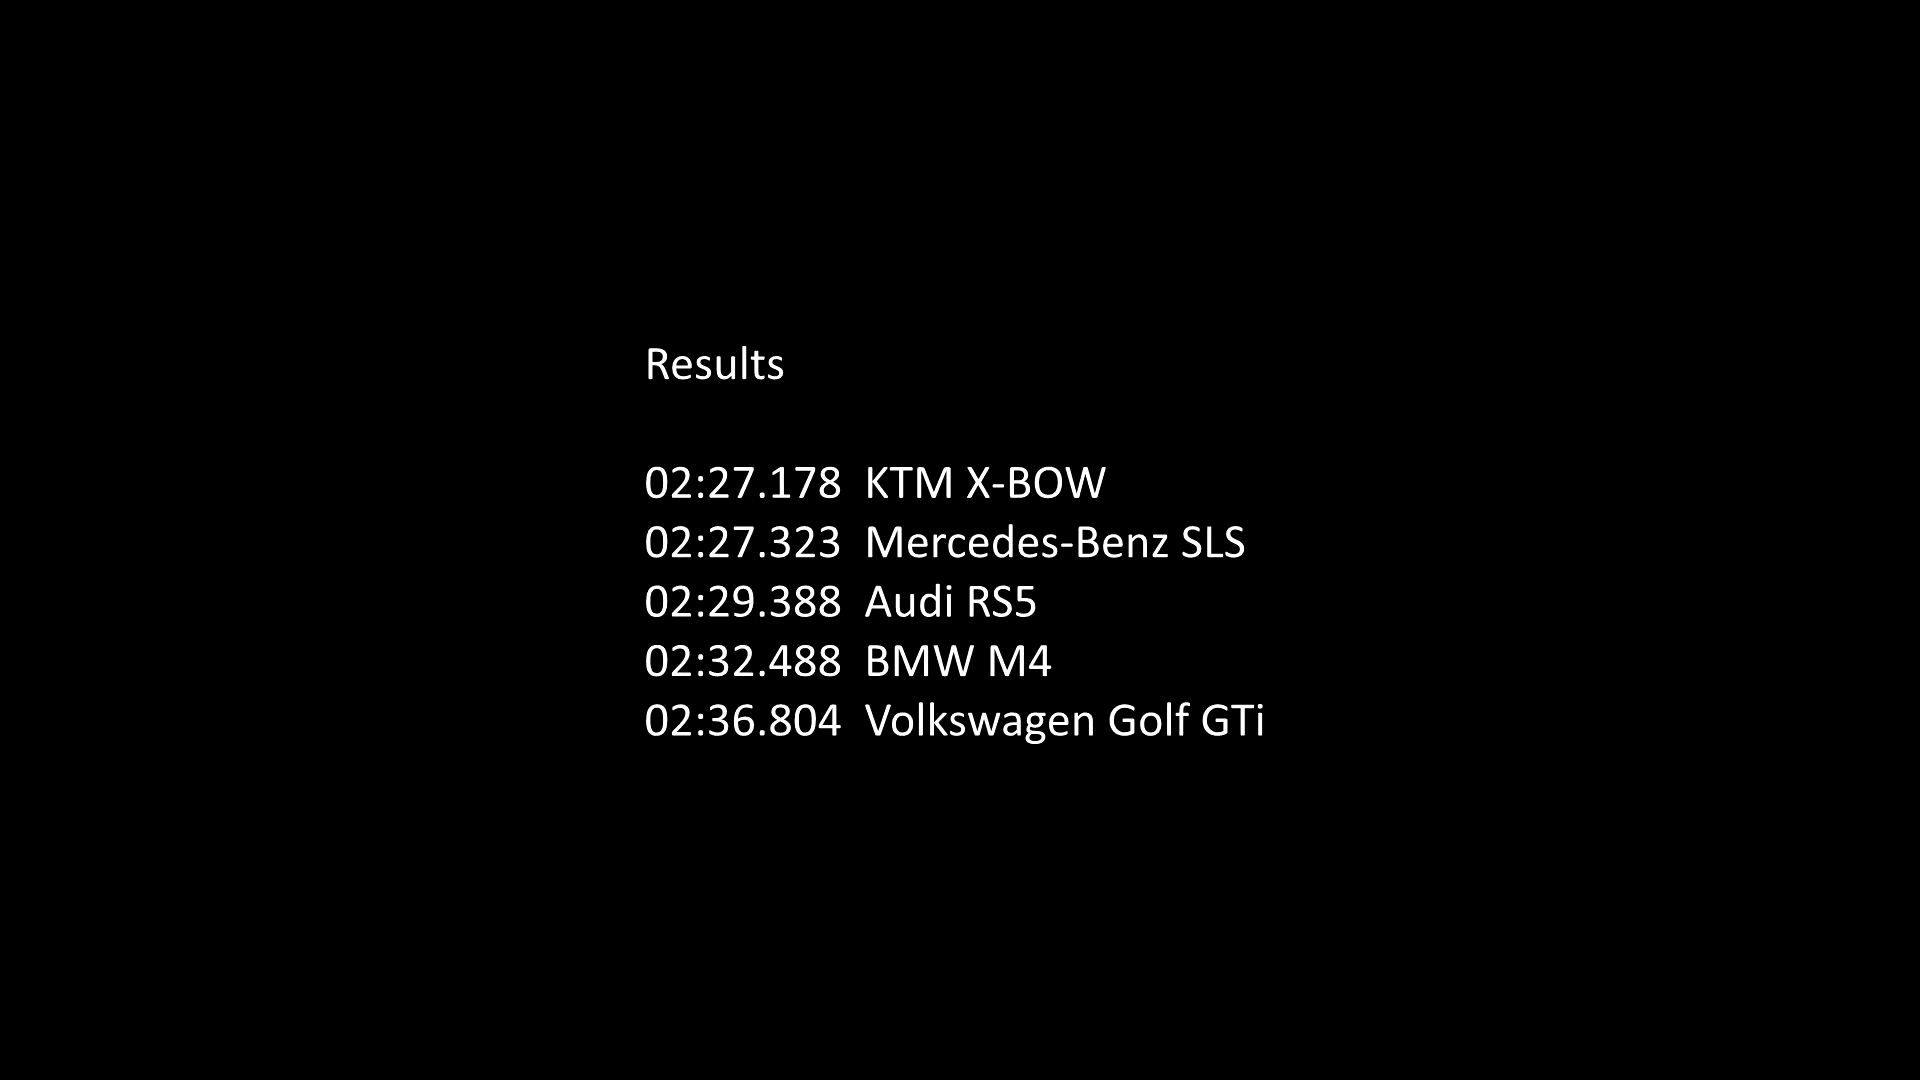 Results
02:27.178 KTM X-BOW
02:27.323 Mercedes-Benz SLS
02:29.388 Audi RS5
02:32.488 BMW M4
02:36.804 Volkswagen Golf GTi